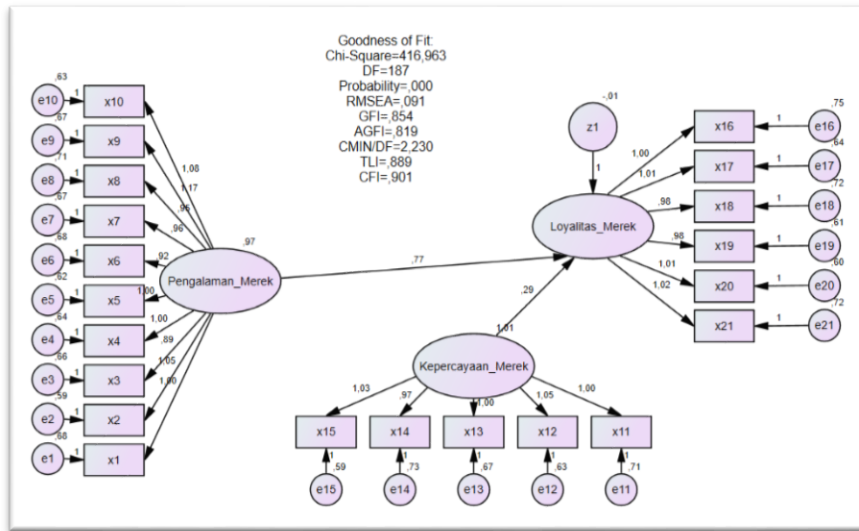 Goodness of Fit:
Chi-Square=416,963
DF=187
Probability=,000
RMSEA=,091
GFI=,854
AGFI=,819
CMIN/DF=2,230
TLI=,889
CFI=,901
,63
e10 1 x10
,67
e9 1 x9
,71
e8 1 x8
,67
e7 1 x7
,68
e6 1 x6
,62
e5 1 x5
,64
e4 1 x4
,66
e3 1 x3
,59
e2 1 x2
,68
e1 1 x1
1,08
1,17
,96
,92
1,00
1,00
,89
1,05
1,00
,97
Pengalaman_Merek
,77
-,01
z1
1
Loyalitas_Merek
,29
1,01
Kepercayaan_Merek
1,00
1,01
,98
,98
1,01
1,02
x16 1 e16
,75
x17 1 e17
,64
x18 1 e18
,72
x19 1 e19
,61
x20 1 e20
,60
x21 1 e21
,72
1,03
,97
1,00
1,05
1,00
x15 x14 x13 x12 x11
1 1 1 1 1
,59 ,73 ,67 ,63 ,71
e15 e14 e13 e12 e11